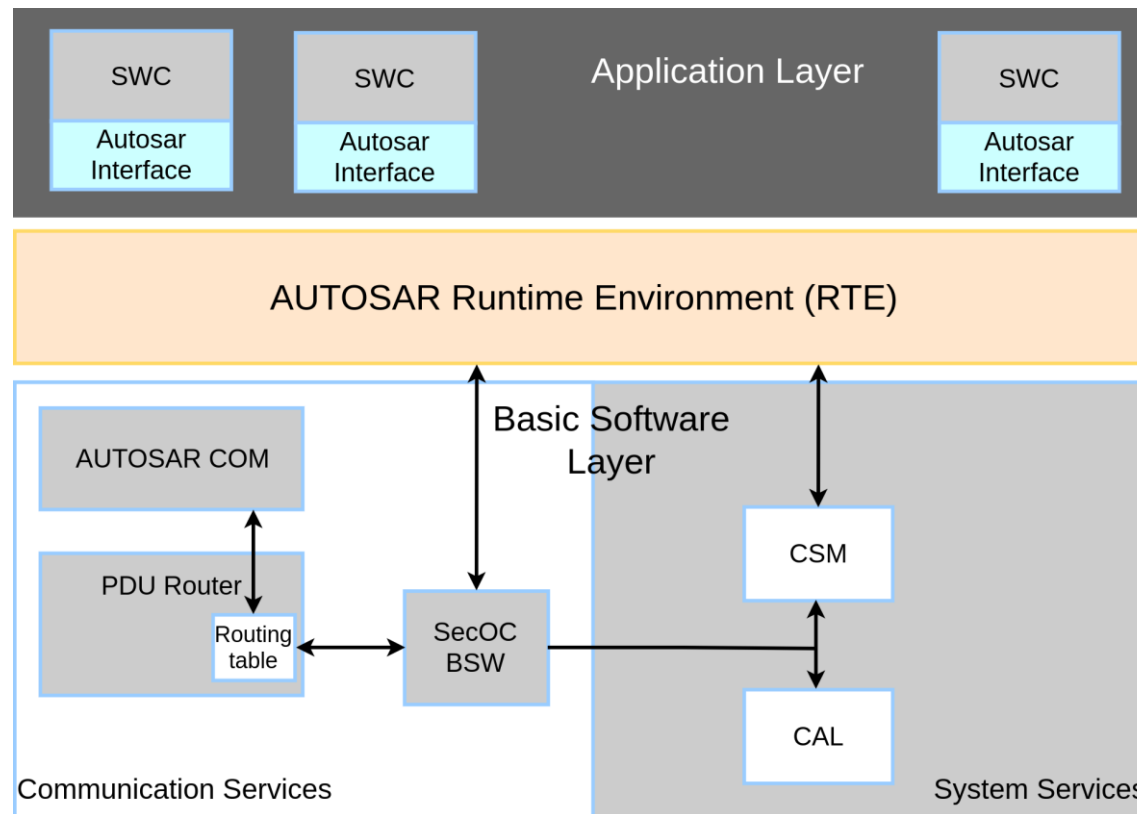 SWC
Autosar
Interface
SWC
Autosar
Interface
Application Layer
SWC
Autosar
Interface
AUTOSAR Runtime Environment (RTE)
Basic Software
Layer
AUTOSAR COM
PDU Router
Routing
table
SecOC
BSW
CSM
CAL
Communication Services
System Services